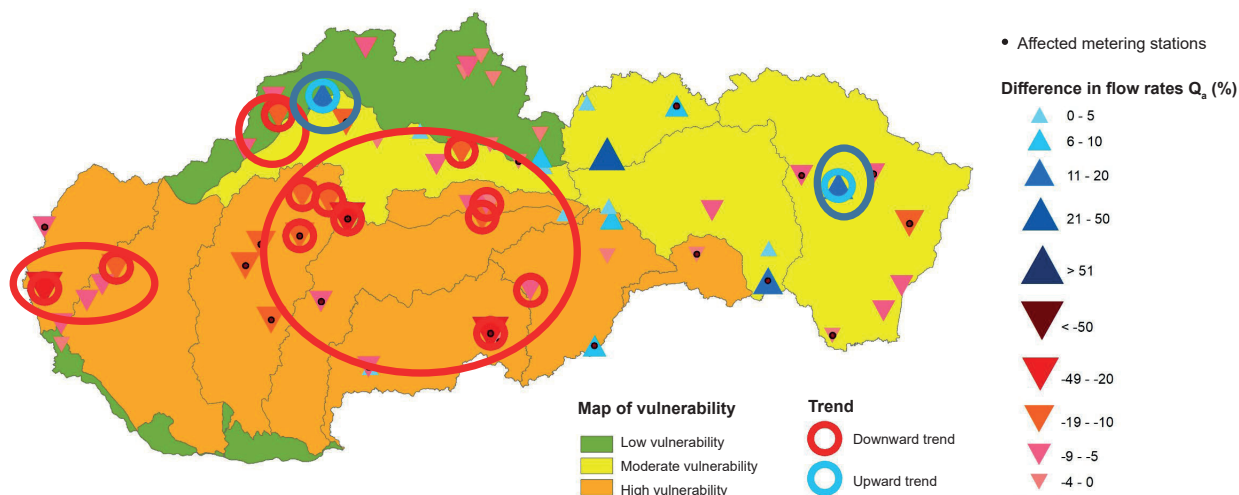 • Affected metering stations
Difference in flow rates Qa (%)
0 - 5
6 - 10
11 - 20
21 - 50
> 51
< -50
-49 - -20
-19 - -10
-9 - -5
-4 - 0
Map of vulnerability
Low vulnerability
Moderate vulnerability
High vulnerability
Trend
Downward trend
Upward trend